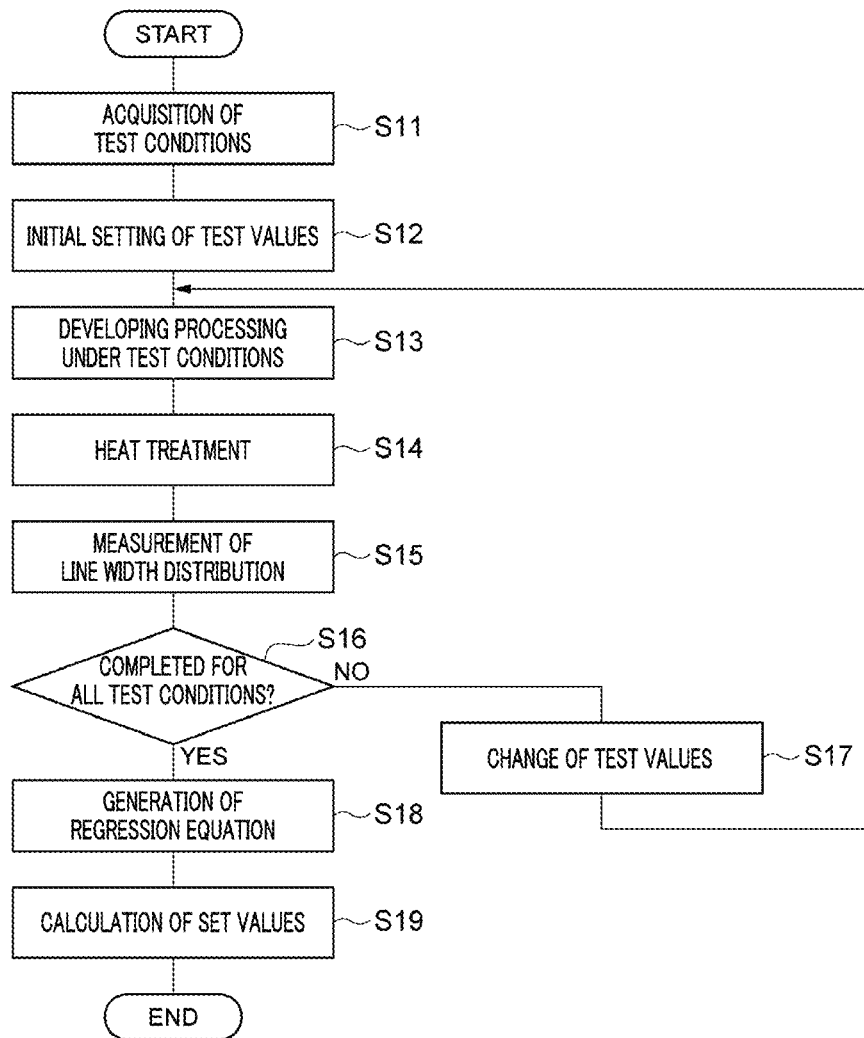 START
ACQUISITION OF
TEST CONDITIONS
S11
INITIAL SETTING OF TEST VALUES
S12
DEVELOPING PROCESSING
UNDER TEST CONDITIONS
S13
HEAT TREATMENT
S14
MEASUREMENT OF
LINE WIDTH DISTRIBUTION
S15
S16
COMPLETED FOR
ALL TEST CONDITIONS?
NO
YES
CHANGE OF TEST VALUES
S17
GENERATION OF
REGRESSION EQUATION
S18
CALCULATION OF SET VALUES
S19
END